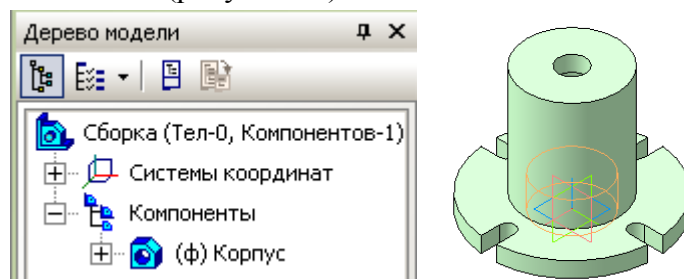 Дерево модели
Сборка (Тел-0, Компонентов-1)
Системы координат
Компоненты
(ф) Корпус